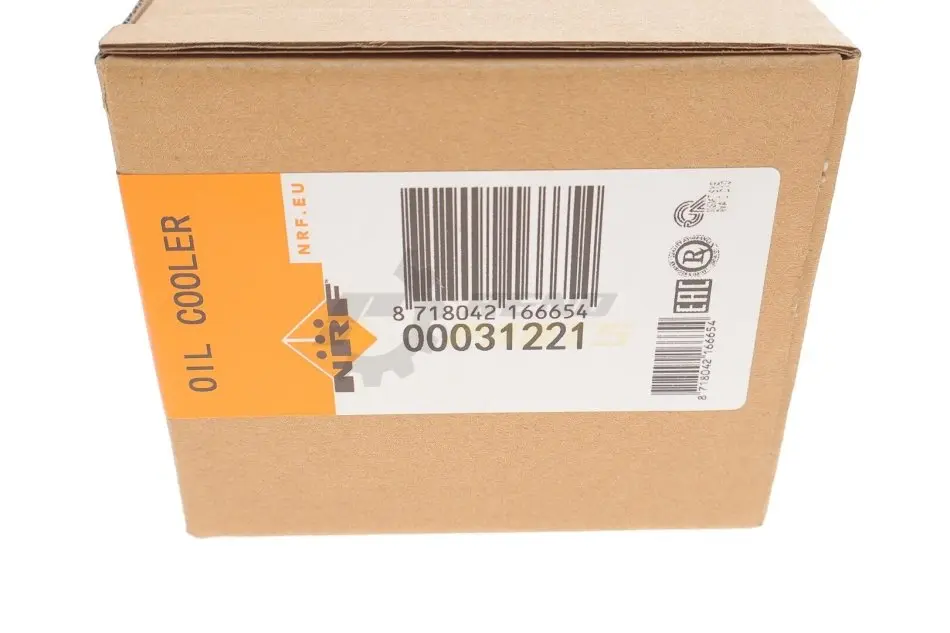 OIL COOLER
NRF.EU
NRF
8 718042 166654
00031221
R
EAC
8 718042 166654